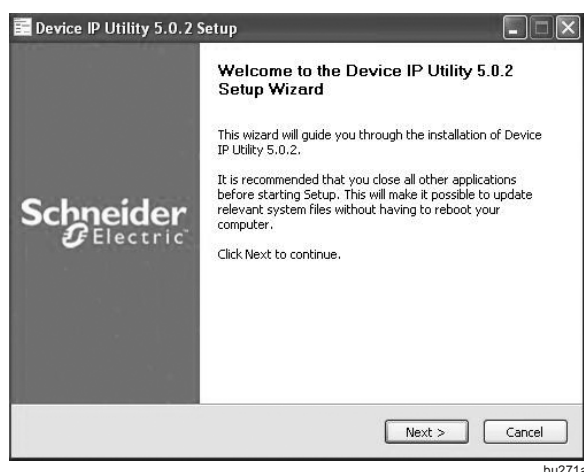 Device IP Utility 5.0.2 Setup
Welcome to the Device IP Utility 5.0.2
Setup Wizard
This wizard will guide you through the installation of Device
IP Utility 5.0.2.
It is recommended that you close all other applications
before starting Setup. This will make it possible to update
relevant system files without having to reboot your
computer.
Click Next to continue.
Schneider
Electric
Next >
Cancel
hu271a